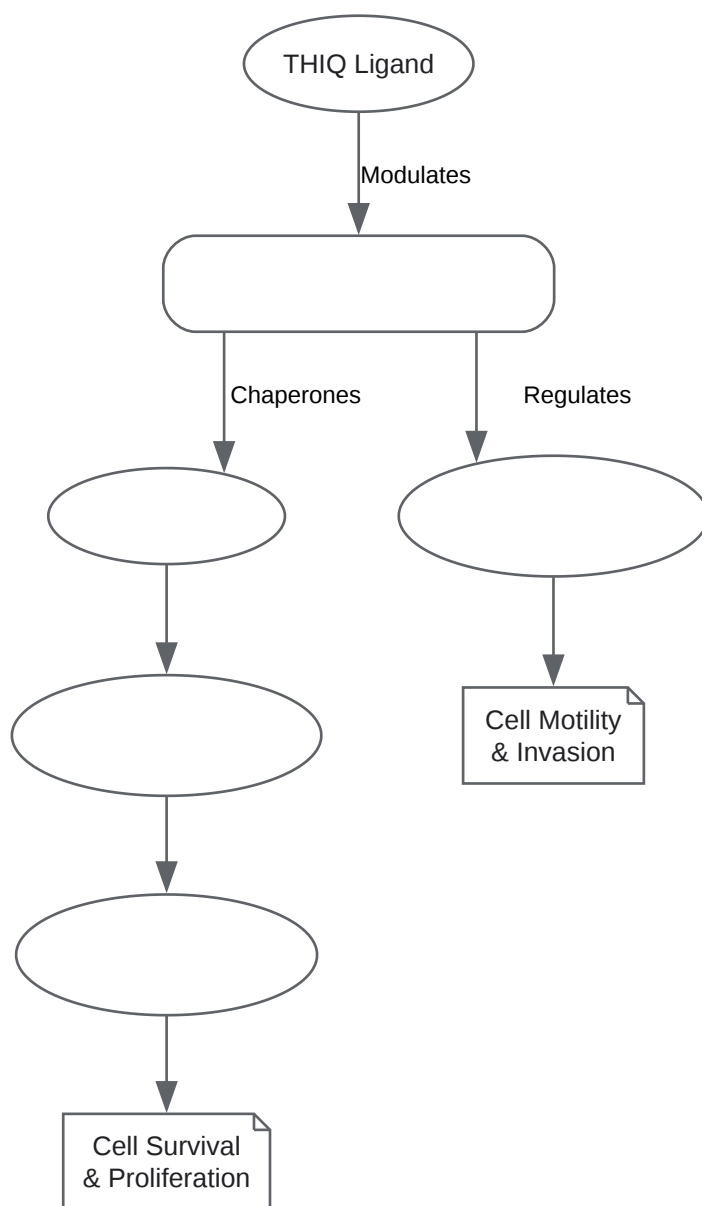 THIQ Ligand
Modulates
Chaperones
Regulates
Cell Motility
& Invasion
Cell Survival
& Proliferation